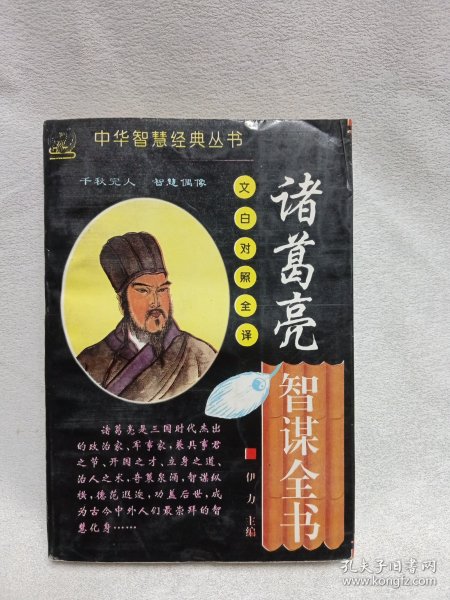 中华智慧经典丛书
千秋完人 智慧偶像
文白对照全译
诸葛亮
智谋全书
伊力 主编
诸葛亮是三国时代杰出
的政治家、军事家,兼具事君
之节、开国之才、立身之道、
治人之术,奇策泉涌,智谋纵
横,德范遐迩,功盖后世,成
为古今中外人们最崇拜的智
慧化身……
孔夫子旧书网
www.kongfz.com